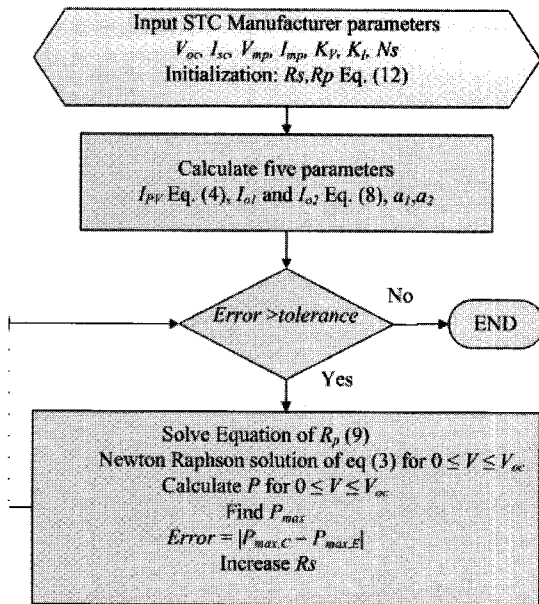 Input STC Manufacturer parameters
Voc, Isc, Vmp, Imp, KV, KI, Ns
Initialization: Rs,Rp Eq. (12)
Calculate five parameters
IPV Eq. (4), Io1 and Io2 Eq. (8), a1,a2
Error >tolerance
No
END
Yes
Solve Equation of Rp (9)
Newton Raphson solution of eq (3) for 0 ≤ V ≤ Voc
Calculate P for 0 ≤ V ≤ Voc
Find Pmax
Error = |Pmax,C − Pmax,E|
Increase Rs